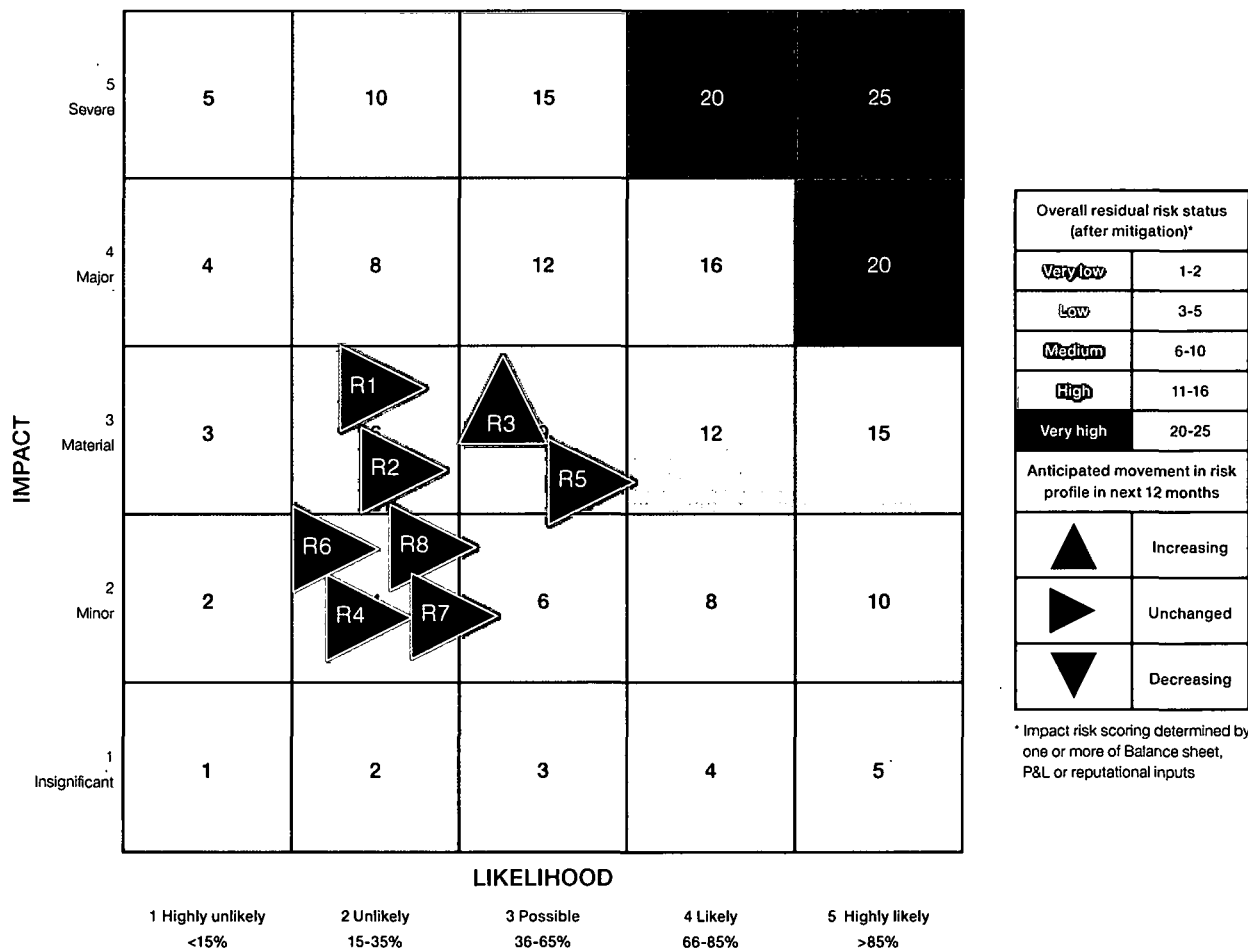 5
Severe
5
10
15
20
25
4
Major
4
8
12
16
20
IMPACT
3
Material
3
R1
R2
R3
R5
12
15
2
Minor
2
R6
R8
R4
R7
6
8
10
1
Insignificant
1
2
3
4
5
LIKELIHOOD
1 Highly unlikely
<15%
2 Unlikely
15-35%
3 Possible
36-65%
4 Likely
66-85%
5 Highly likely
>85%
Overall residual risk status
(after mitigation)*
Very low 1-2
Low 3-5
Medium 6-10
High 11-16
Very high 20-25
Anticipated movement in risk
profile in next 12 months
Increasing
Unchanged
Decreasing
* Impact risk scoring determined by
one or more of Balance sheet,
P&L or reputational inputs